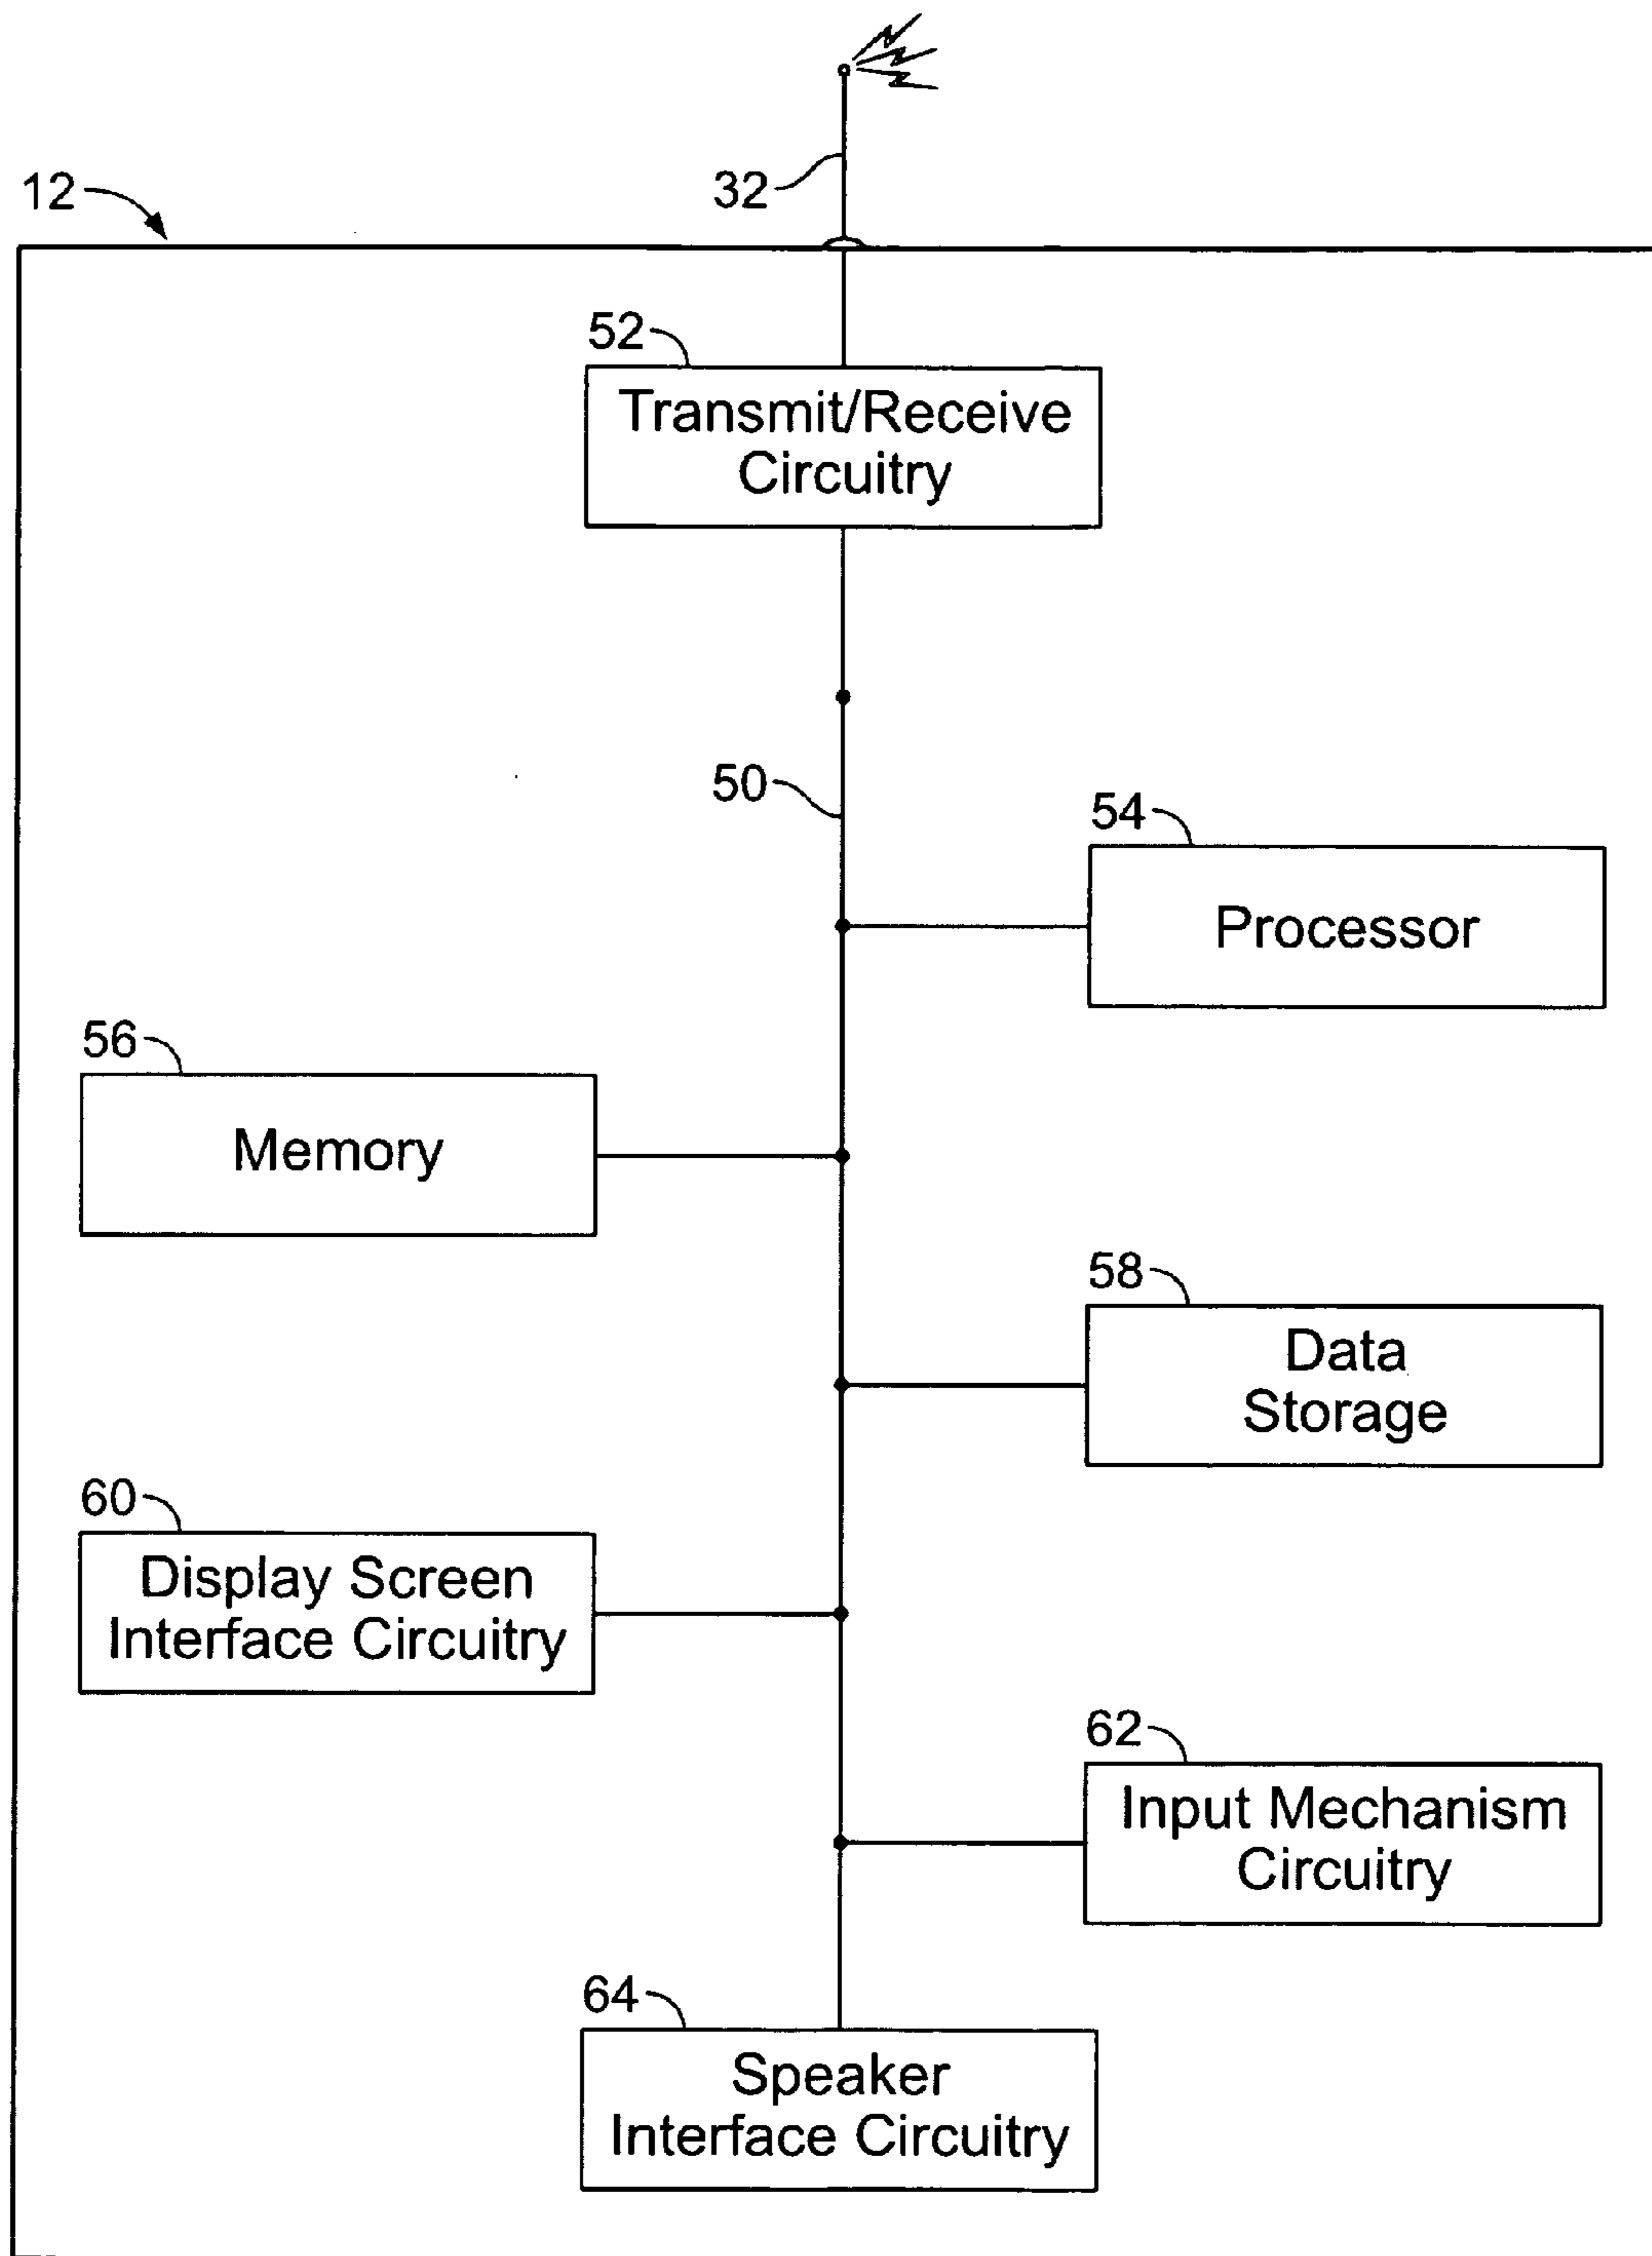 32
12
52
Transmit/Receive
Circuitry
50
54
Processor
56
Memory
58
Data
Storage
60
Display Screen
Interface Circuitry
62
Input Mechanism
Circuitry
64
Speaker
Interface Circuitry